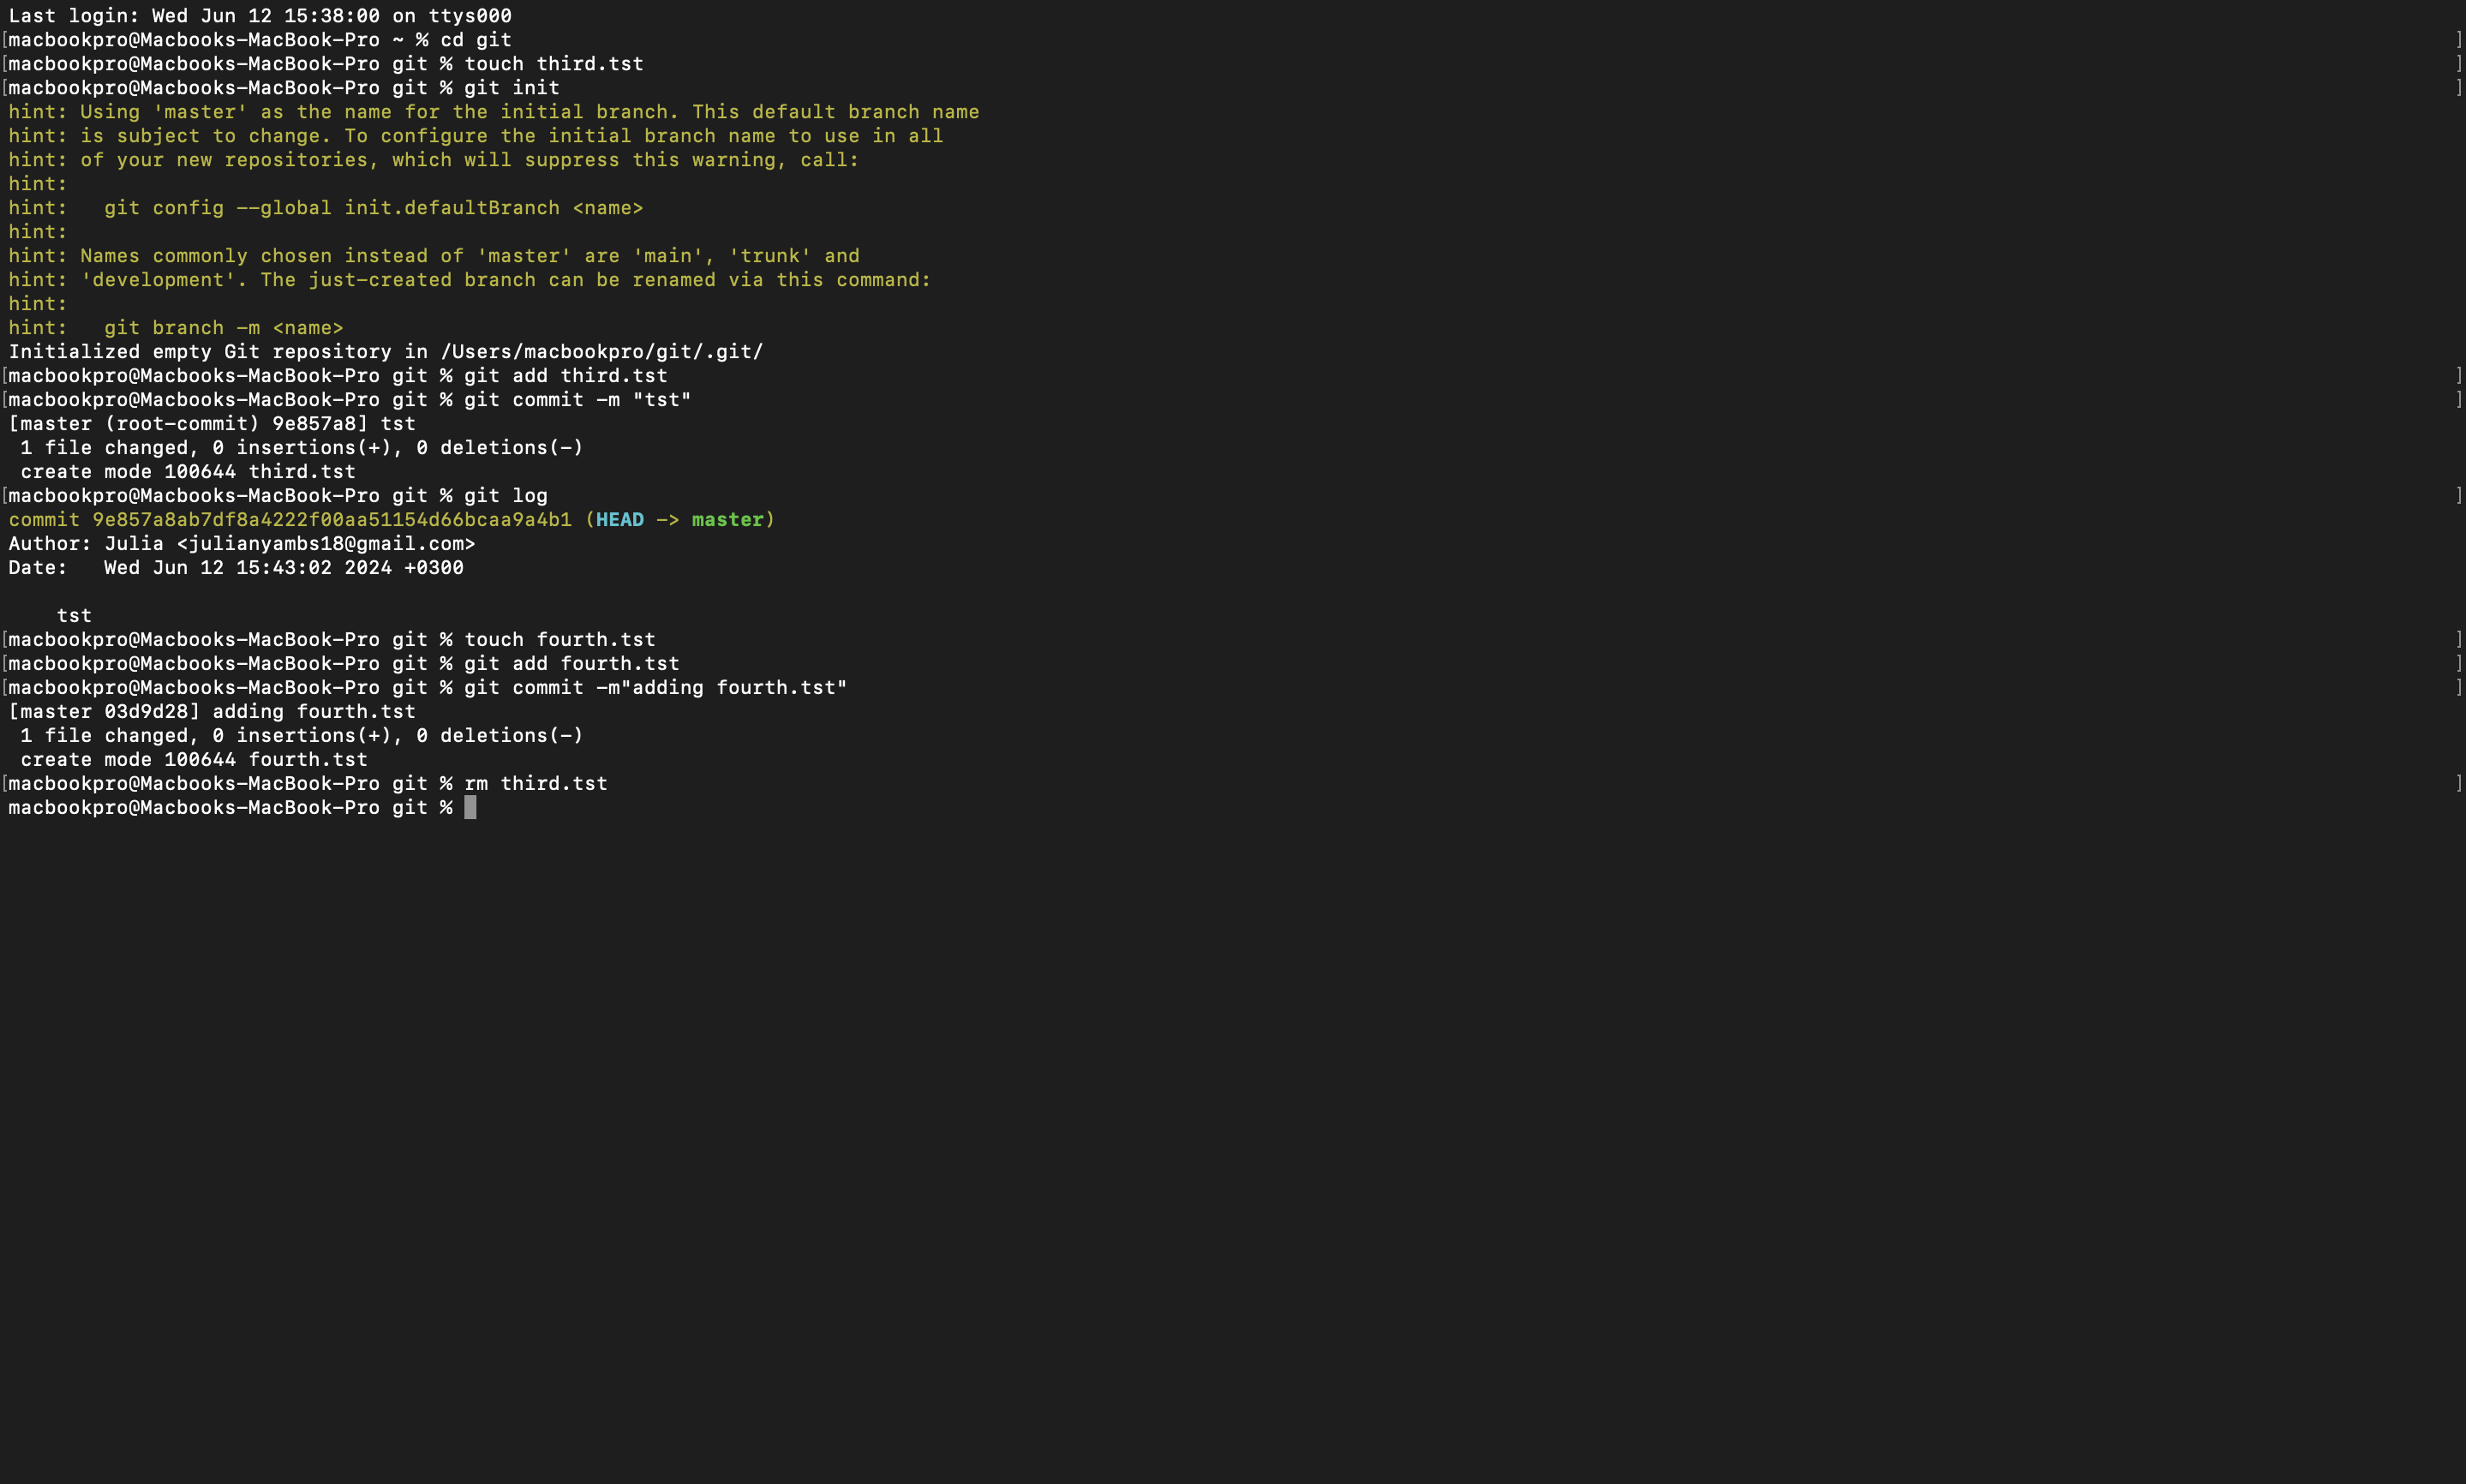 Last login: Wed Jun 12 15:38:00 on ttys000
[macbookpro@Macbooks-MacBook-Pro ~ % cd git ]
[macbookpro@Macbooks-MacBook-Pro git % touch third.tst ]
[macbookpro@Macbooks-MacBook-Pro git % git init ]
hint: Using 'master' as the name for the initial branch. This default branch name
hint: is subject to change. To configure the initial branch name to use in all
hint: of your new repositories, which will suppress this warning, call:
hint:
hint:   git config --global init.defaultBranch <name>
hint:
hint: Names commonly chosen instead of 'master' are 'main', 'trunk' and
hint: 'development'. The just-created branch can be renamed via this command:
hint:
hint:   git branch -m <name>
Initialized empty Git repository in /Users/macbookpro/git/.git/
[macbookpro@Macbooks-MacBook-Pro git % git add third.tst ]
[macbookpro@Macbooks-MacBook-Pro git % git commit -m "tst" ]
[master (root-commit) 9e857a8] tst
 1 file changed, 0 insertions(+), 0 deletions(-)
 create mode 100644 third.tst
[macbookpro@Macbooks-MacBook-Pro git % git log ]
commit 9e857a8ab7df8a4222f00aa51154d66bcaa9a4b1 (HEAD -> master)
Author: Julia <julianyambs18@gmail.com>
Date:   Wed Jun 12 15:43:02 2024 +0300

    tst
[macbookpro@Macbooks-MacBook-Pro git % touch fourth.tst ]
[macbookpro@Macbooks-MacBook-Pro git % git add fourth.tst ]
[macbookpro@Macbooks-MacBook-Pro git % git commit -m"adding fourth.tst" ]
[master 03d9d28] adding fourth.tst
 1 file changed, 0 insertions(+), 0 deletions(-)
 create mode 100644 fourth.tst
[macbookpro@Macbooks-MacBook-Pro git % rm third.tst ]
macbookpro@Macbooks-MacBook-Pro git %